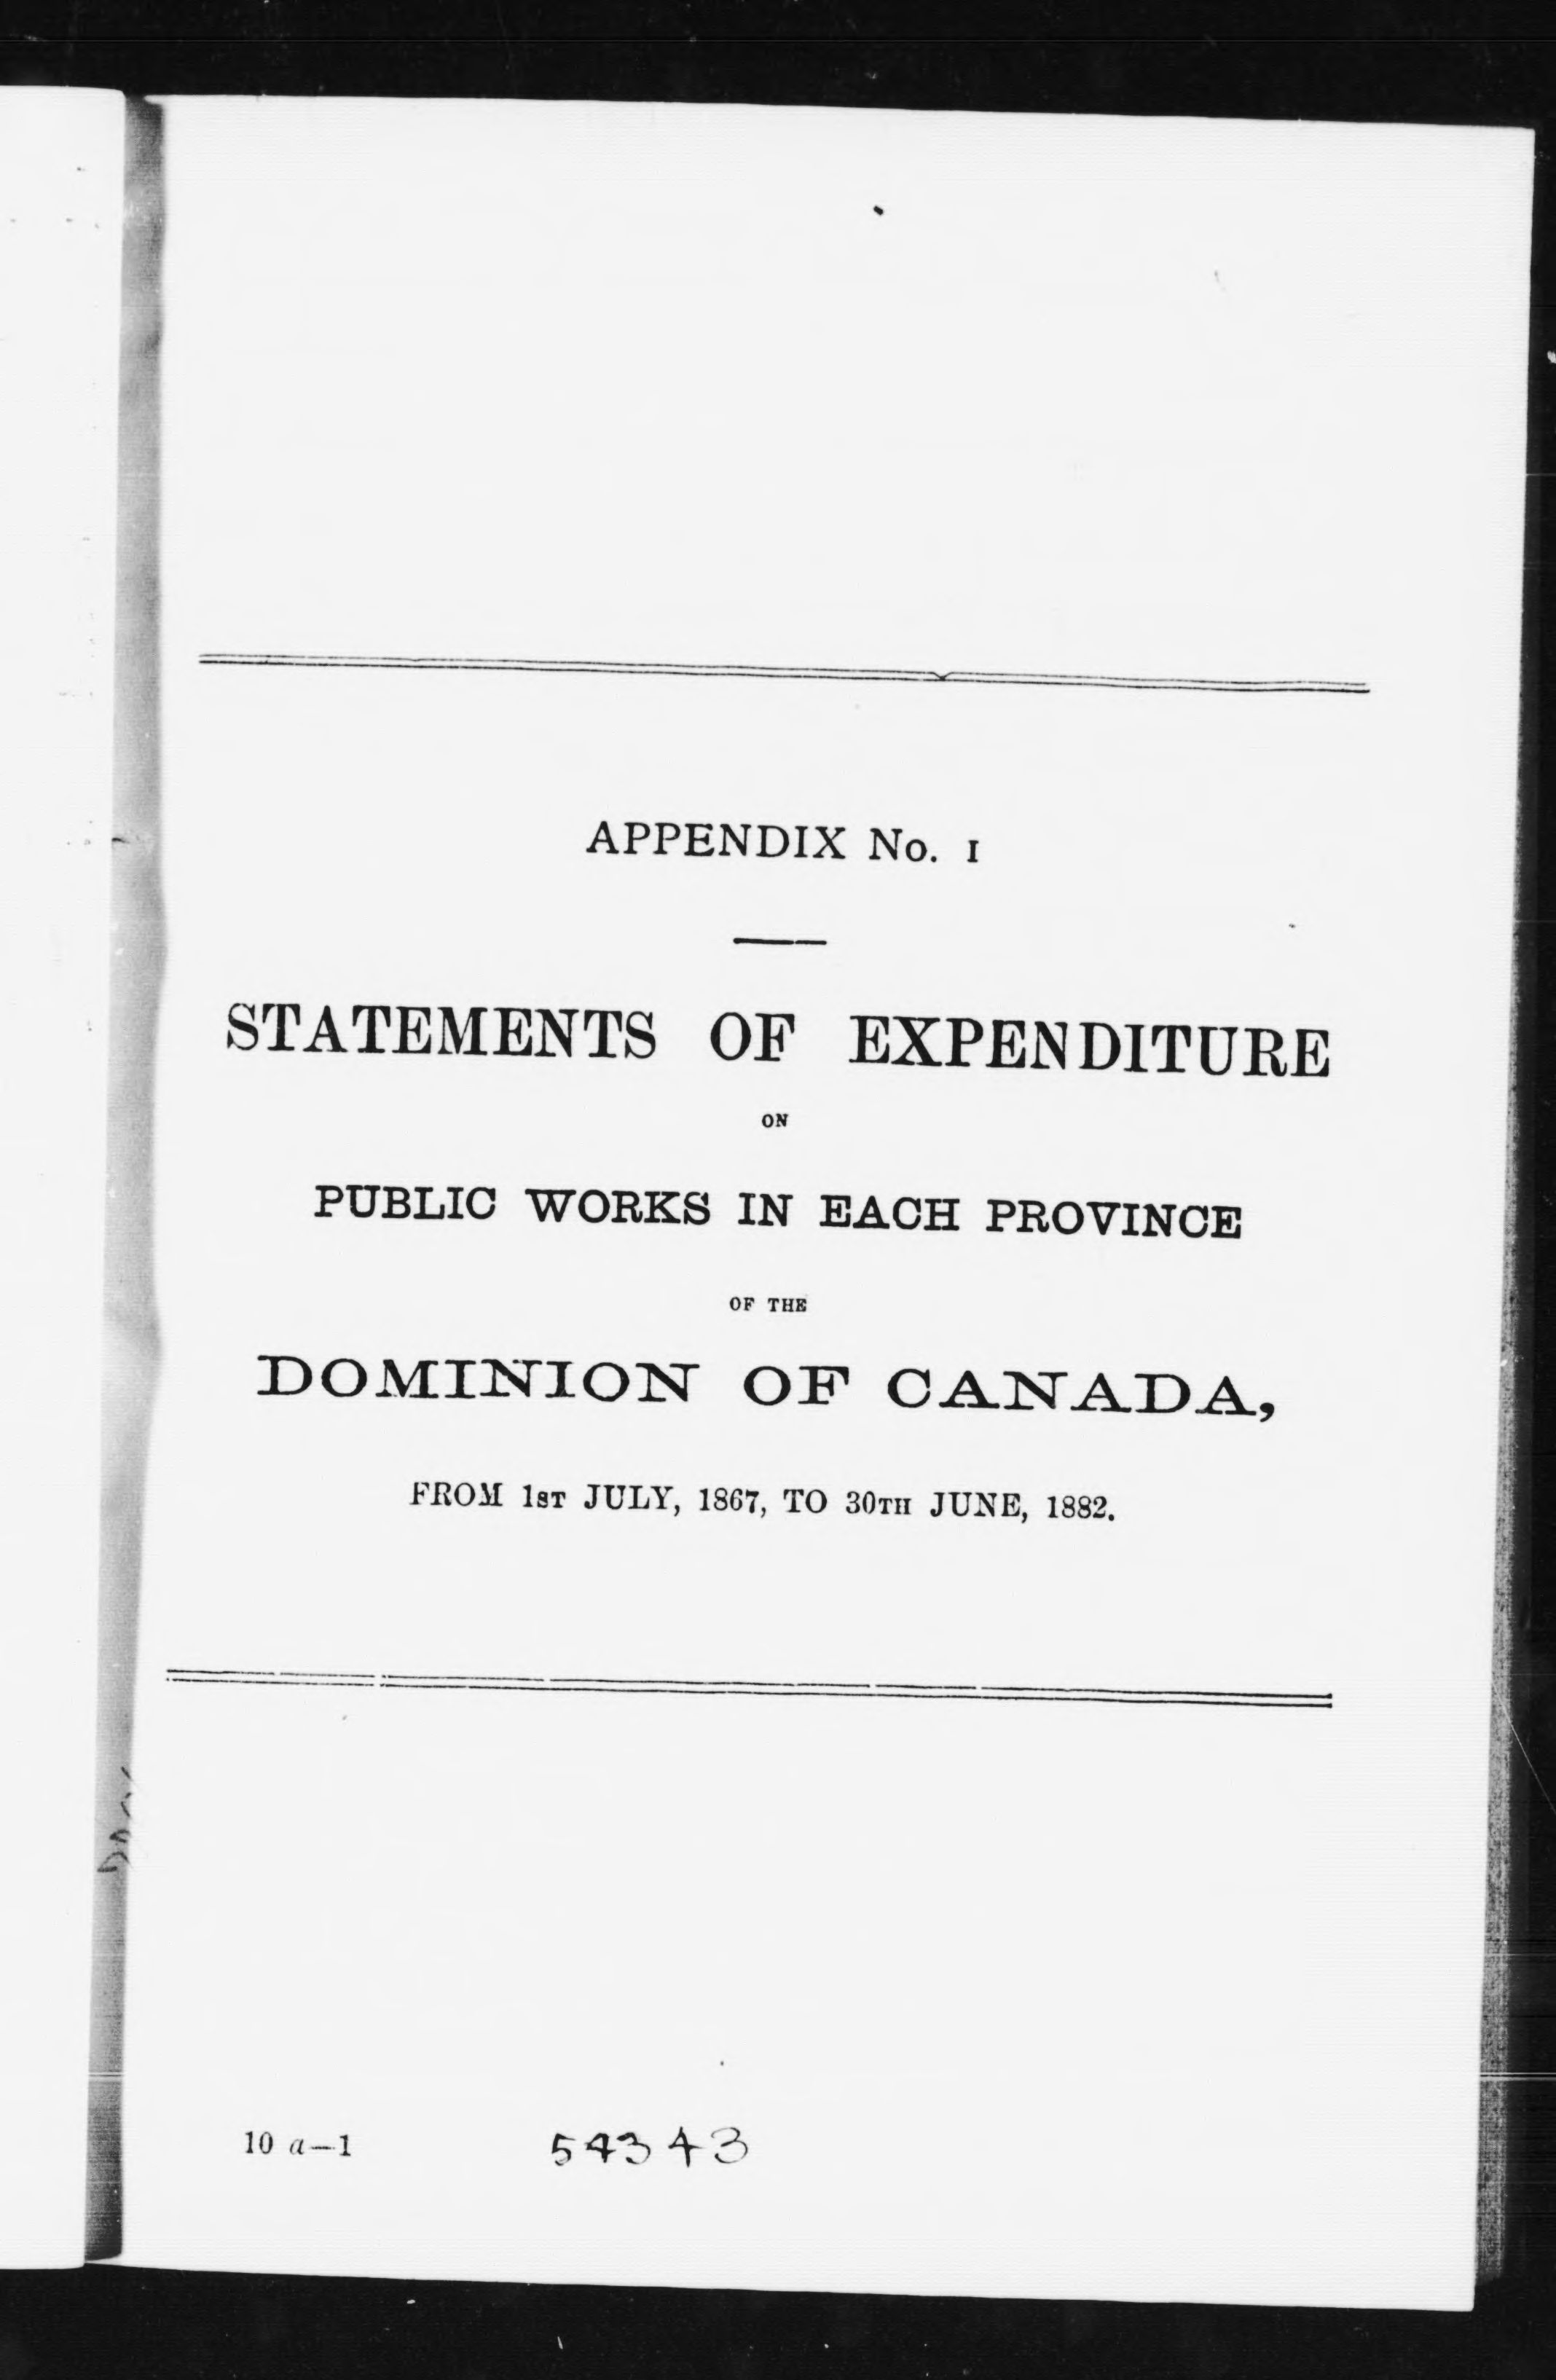 APPENDIX No. 1
STATEMENTS OF EXPENDITURE
ON
PUBLIC WORKS IN EACH PROVINCE
OF THE
DOMINION OF CANADA,
FROM 1ST JULY, 1867, TO 30TH JUNE, 1882.
10 a—1
54343